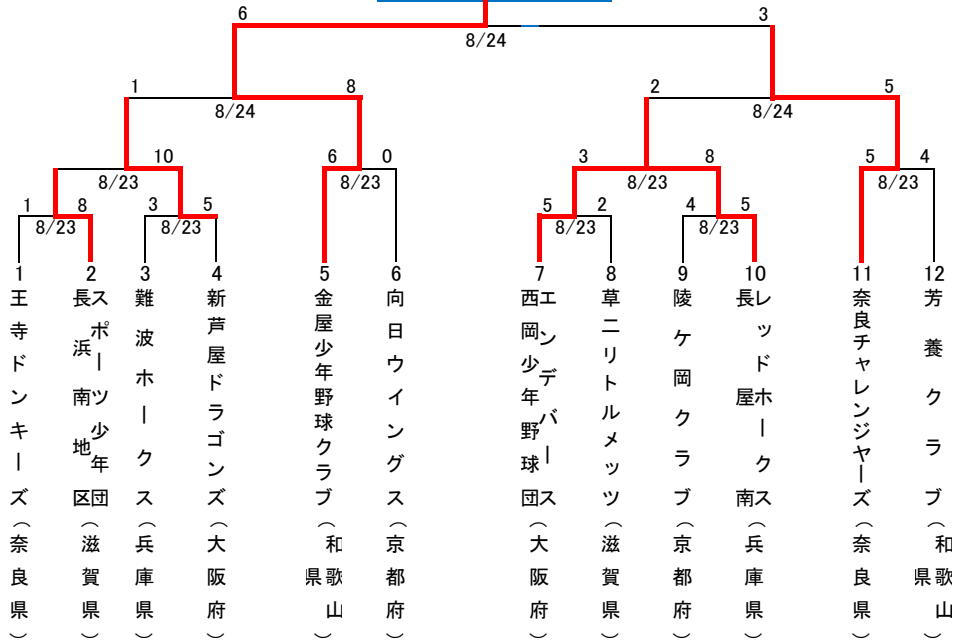 6
3
8/24
1
8
2
5
8/24
8/24
10
6
0
3
8
5
4
8/23
8/23
8/23
8/23
1
8
3
5
5
2
4
5
8/23
8/23
8/23
8/23
1
2
3
4
5
6
7
8
9
10
11
12
王寺ドンキーズ(奈良県)
長浜南地区
スポーツ少年団
(滋賀県)
難波ホークス(兵庫県)
新芦屋ドラゴンズ(大阪府)
金屋少年野球クラブ(和歌山県)
向日ウイングス(京都府)
西岡少年野球団
エンデバース
(大阪府)
草二リトルメッツ(滋賀県)
陵ケ岡クラブ(京都府)
長屋南
レッドホークス
(兵庫県)
奈良チャレンジャーズ(奈良県)
芳養クラブ(和歌山県)